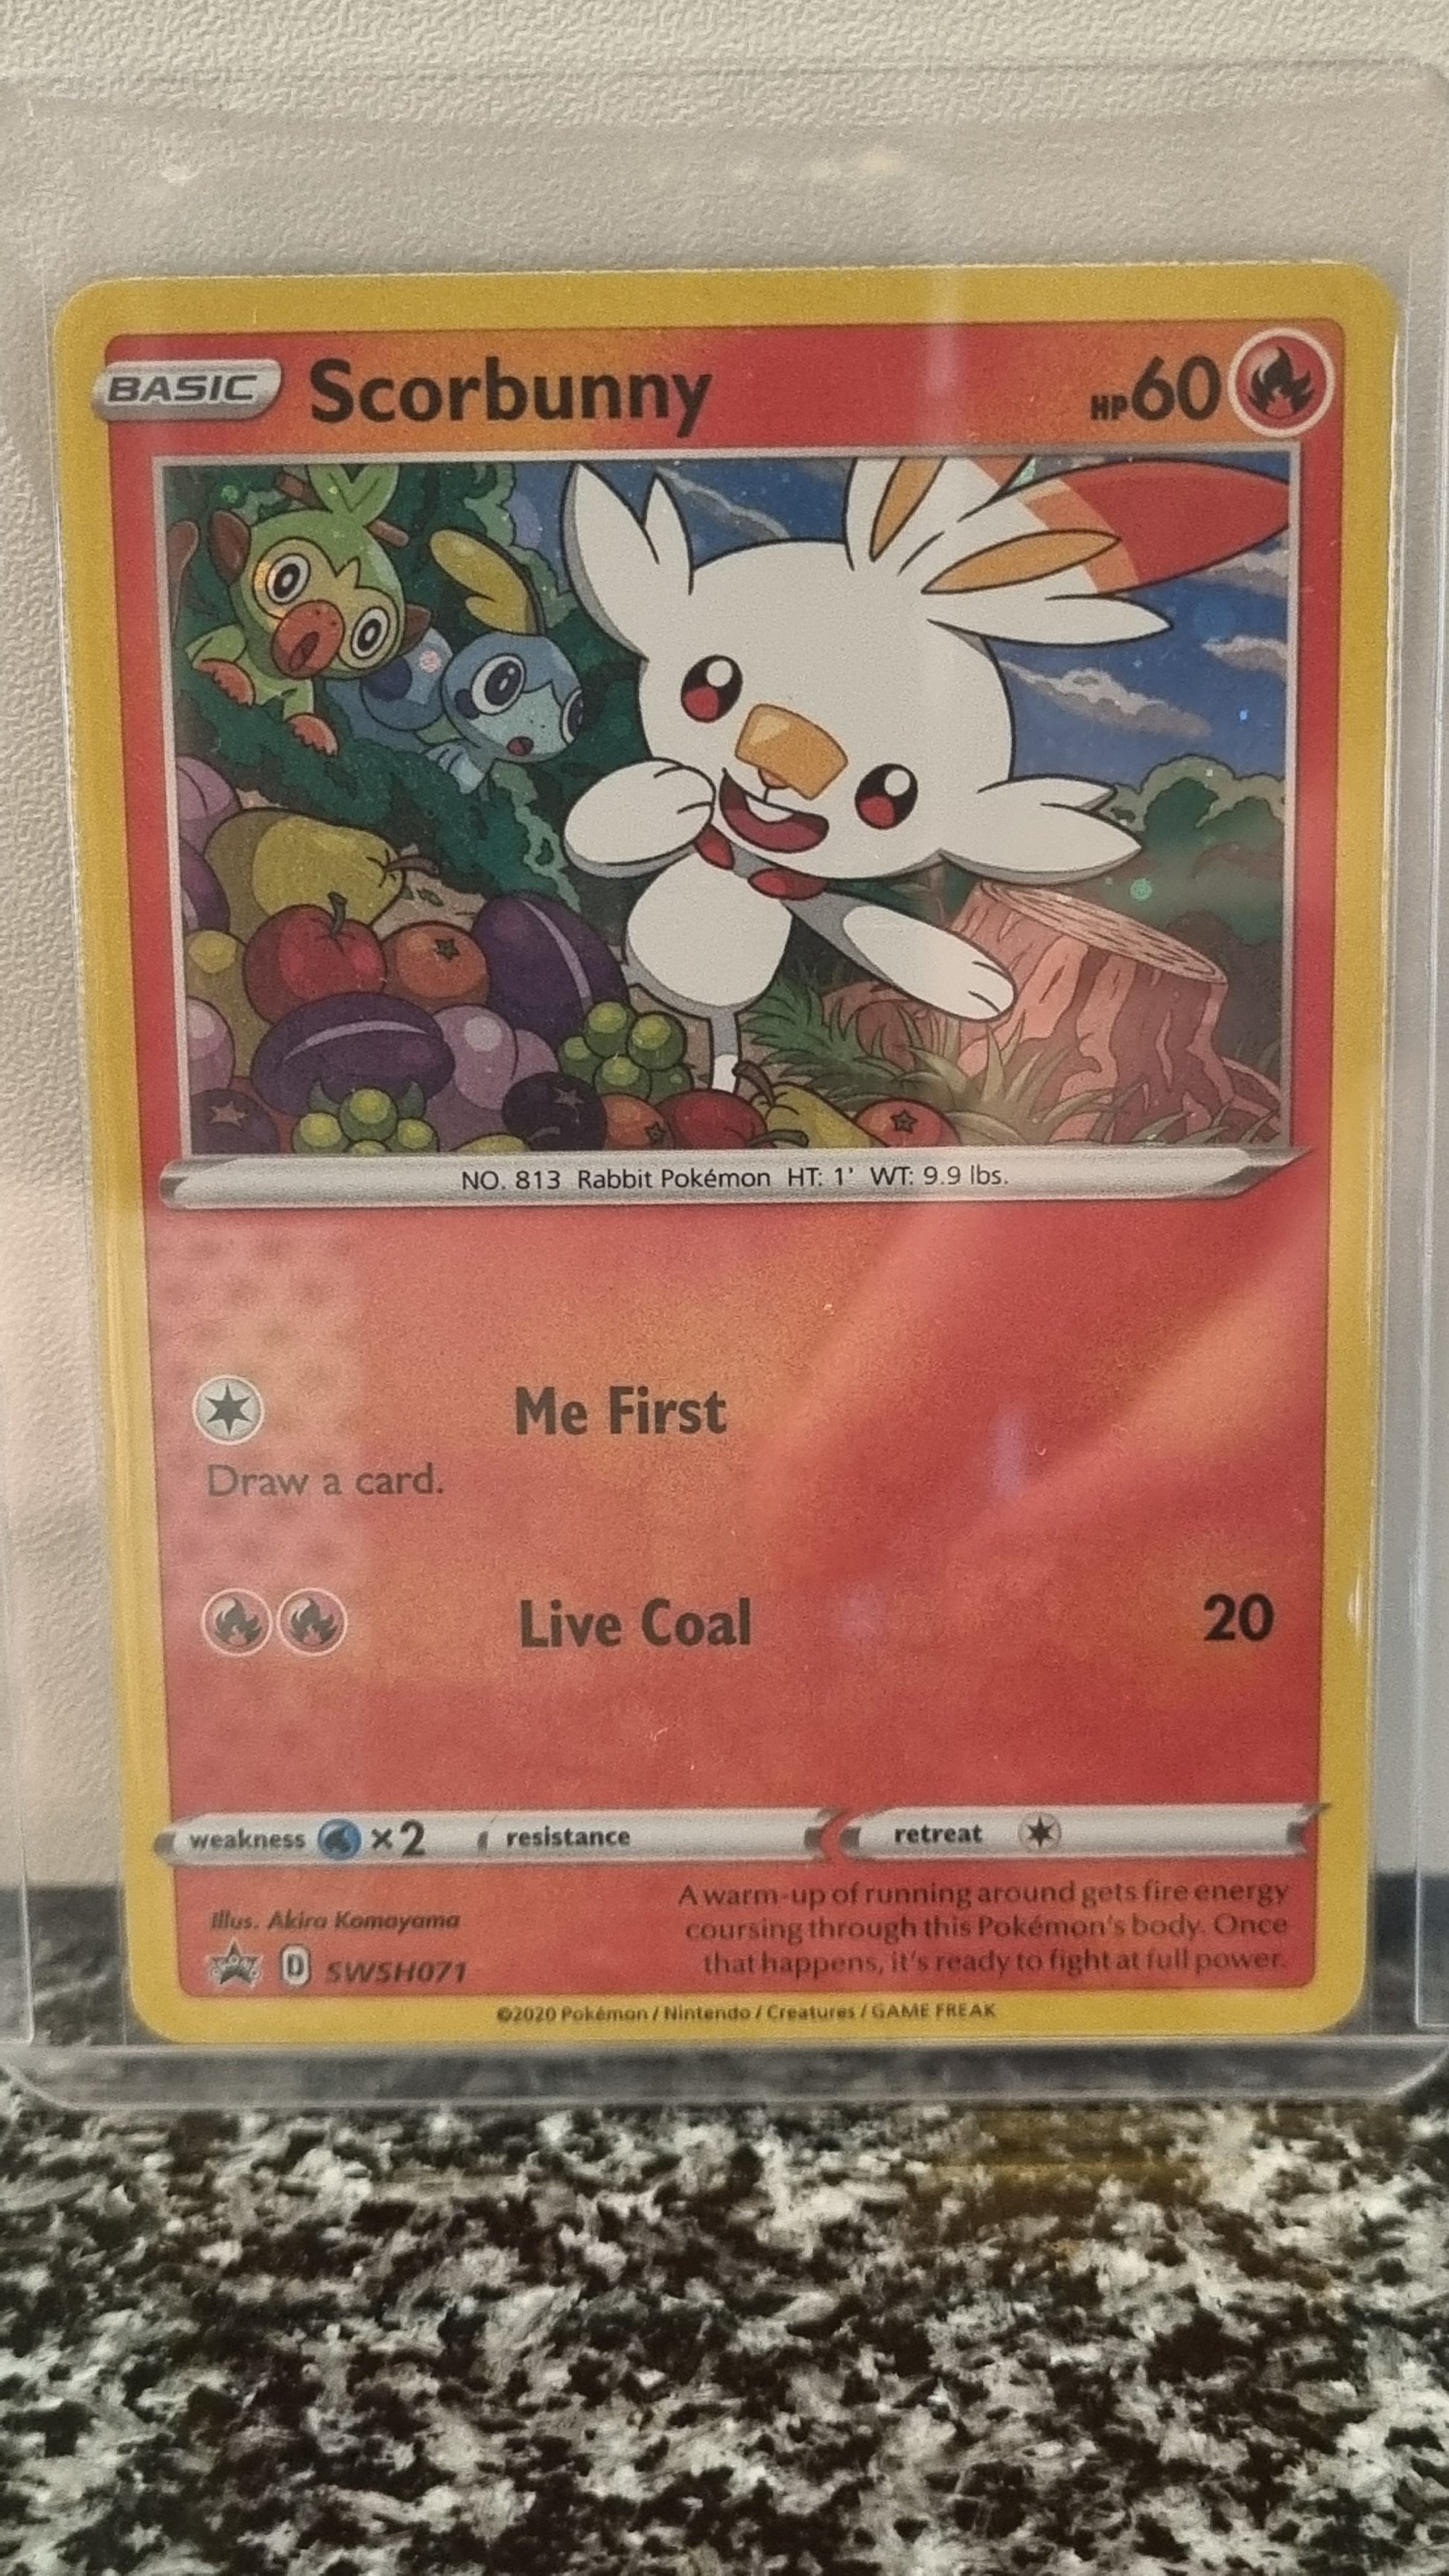 BASIC Scorbunny HP 60
NO. 813 Rabbit Pokémon HT: 1' WT: 9.9 lbs.
Me First
Draw a card.
Live Coal 20
weakness ×2 resistance retreat
Illus. Akira Komayama
A warm-up of running around gets fire energy
coursing through this Pokémon's body. Once
that happens, it's ready to fight at full power.
D SWSH071
©2020 Pokémon / Nintendo / Creatures / GAME FREAK